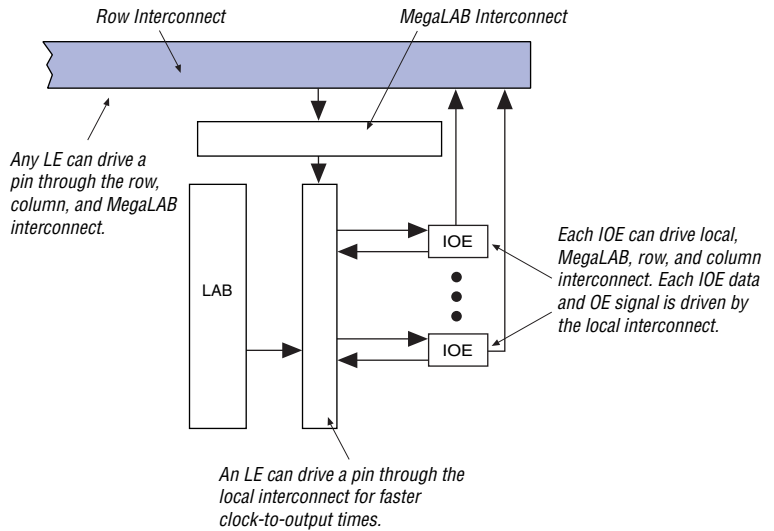 Row Interconnect
MegaLAB Interconnect
Any LE can drive a
pin through the row,
column, and MegaLAB
interconnect.
LAB
IOE
IOE
Each IOE can drive local,
MegaLAB, row, and column
interconnect. Each IOE data
and OE signal is driven by
the local interconnect.
An LE can drive a pin through the
local interconnect for faster
clock-to-output times.